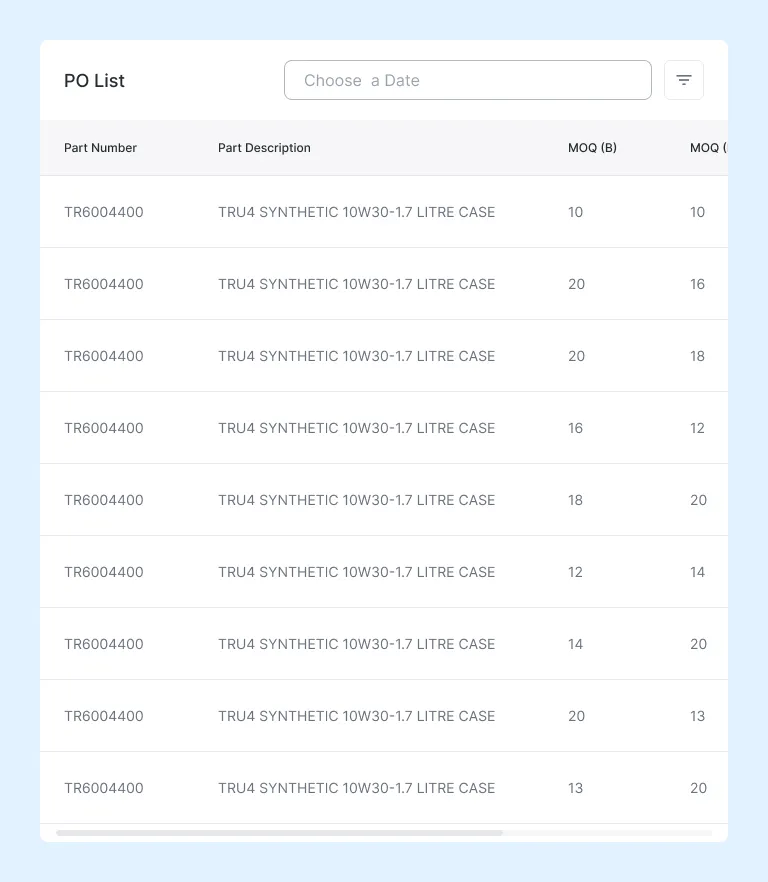 PO List
Choose  a Date
Part Number Part Description MOQ (B) MOQ (
TR6004400 TRU4 SYNTHETIC 10W30-1.7 LITRE CASE 10 10
TR6004400 TRU4 SYNTHETIC 10W30-1.7 LITRE CASE 20 16
TR6004400 TRU4 SYNTHETIC 10W30-1.7 LITRE CASE 20 18
TR6004400 TRU4 SYNTHETIC 10W30-1.7 LITRE CASE 16 12
TR6004400 TRU4 SYNTHETIC 10W30-1.7 LITRE CASE 18 20
TR6004400 TRU4 SYNTHETIC 10W30-1.7 LITRE CASE 12 14
TR6004400 TRU4 SYNTHETIC 10W30-1.7 LITRE CASE 14 20
TR6004400 TRU4 SYNTHETIC 10W30-1.7 LITRE CASE 20 13
TR6004400 TRU4 SYNTHETIC 10W30-1.7 LITRE CASE 13 20